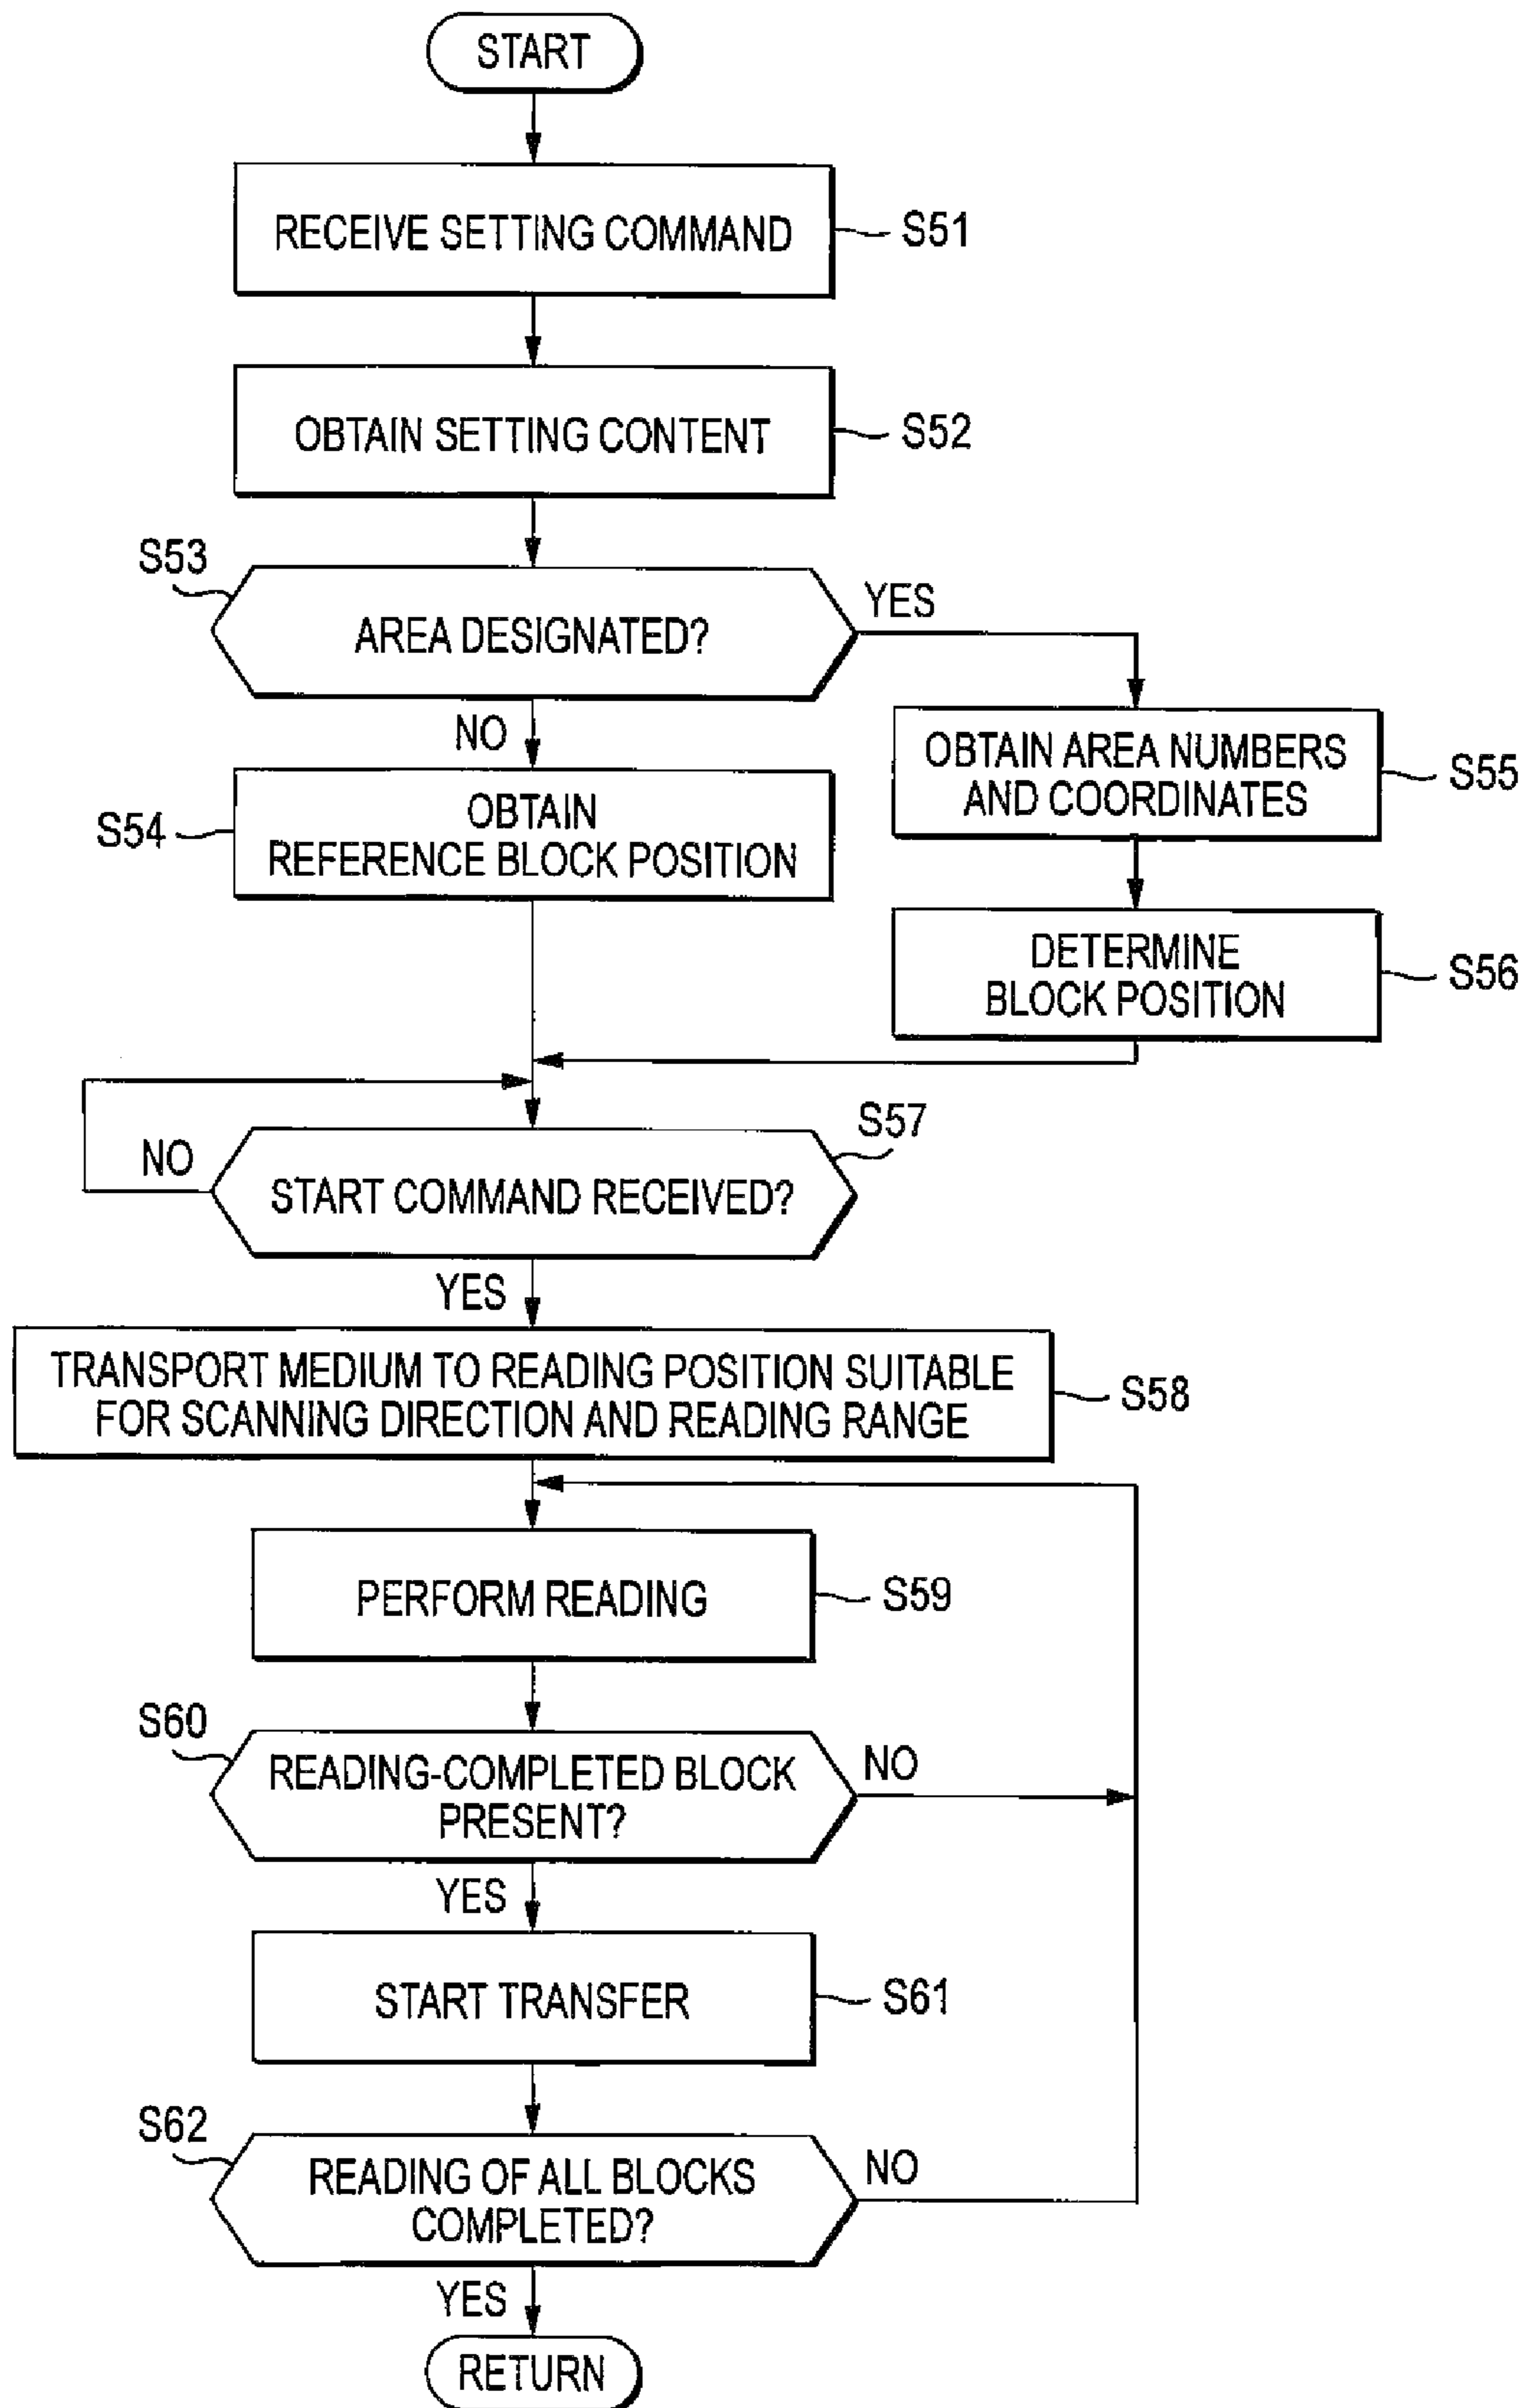 START
RECEIVE SETTING COMMAND
S51
OBTAIN SETTING CONTENT
S52
S53
AREA DESIGNATED?
YES
NO
OBTAIN AREA NUMBERS
AND COORDINATES
S55
S54
OBTAIN
REFERENCE BLOCK POSITION
DETERMINE
BLOCK POSITION
S56
S57
NO
START COMMAND RECEIVED?
YES
TRANSPORT MEDIUM TO READING POSITION SUITABLE
FOR SCANNING DIRECTION AND READING RANGE
S58
PERFORM READING
S59
S60
READING-COMPLETED BLOCK
PRESENT?
NO
YES
START TRANSFER
S61
S62
READING OF ALL BLOCKS
COMPLETED?
NO
YES
RETURN